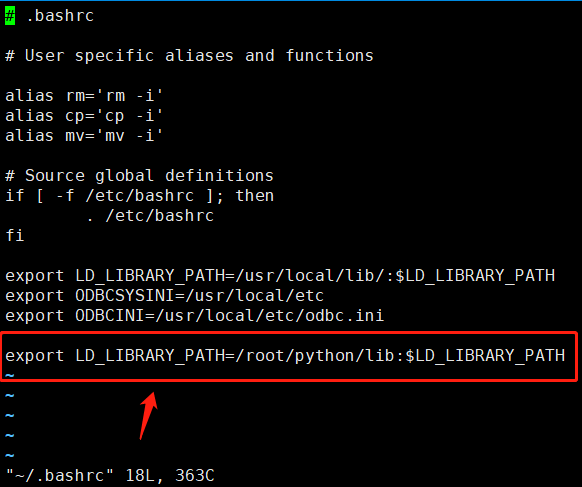 # .bashrc
# User specific aliases and functions
alias rm='rm -i'
alias cp='cp -i'
alias mv='mv -i'
# Source global definitions
if [ -f /etc/bashrc ]; then
        . /etc/bashrc
fi
export LD_LIBRARY_PATH=/usr/local/lib/:$LD_LIBRARY_PATH
export ODBCSYSINI=/usr/local/etc
export ODBCINI=/usr/local/etc/odbc.ini
export LD_LIBRARY_PATH=/root/python/lib:$LD_LIBRARY_PATH
~
~
~
~
~
"~/.bashrc" 18L, 363C